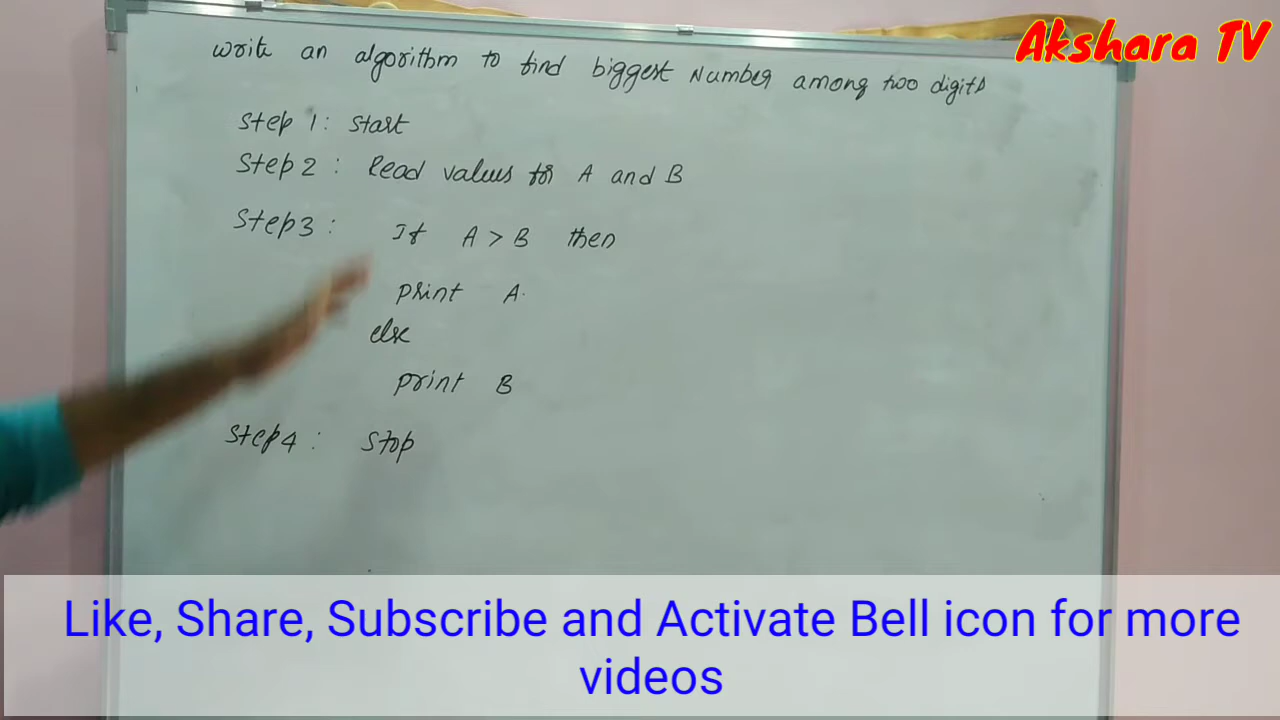 Akshara TV
write an algorithm to find biggest Number among two digits
Step 1: Start
Step 2 : Read values for A and B
Step3 : If A > B then
print A.
else
print B
Step4 : Stop
Like, Share, Subscribe and Activate Bell icon for more
videos